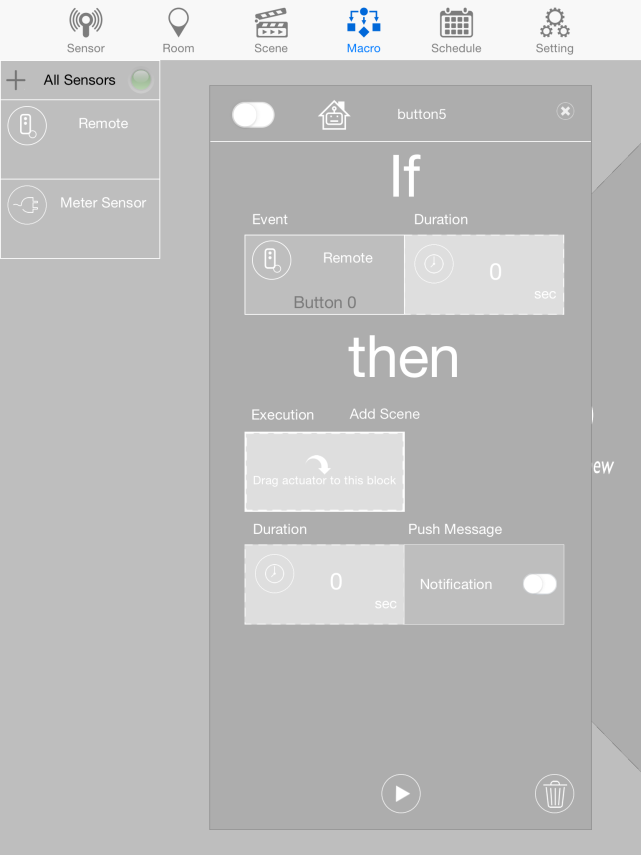 Sensor
Room
Scene
Macro
Schedule
Setting
All Sensors
Remote
Meter Sensor
button5
If
Event
Duration
Remote
Button 0
0
sec
then
Execution
Add Scene
Drag actuator to this block
Duration
Push Message
0
sec
Notification
ew